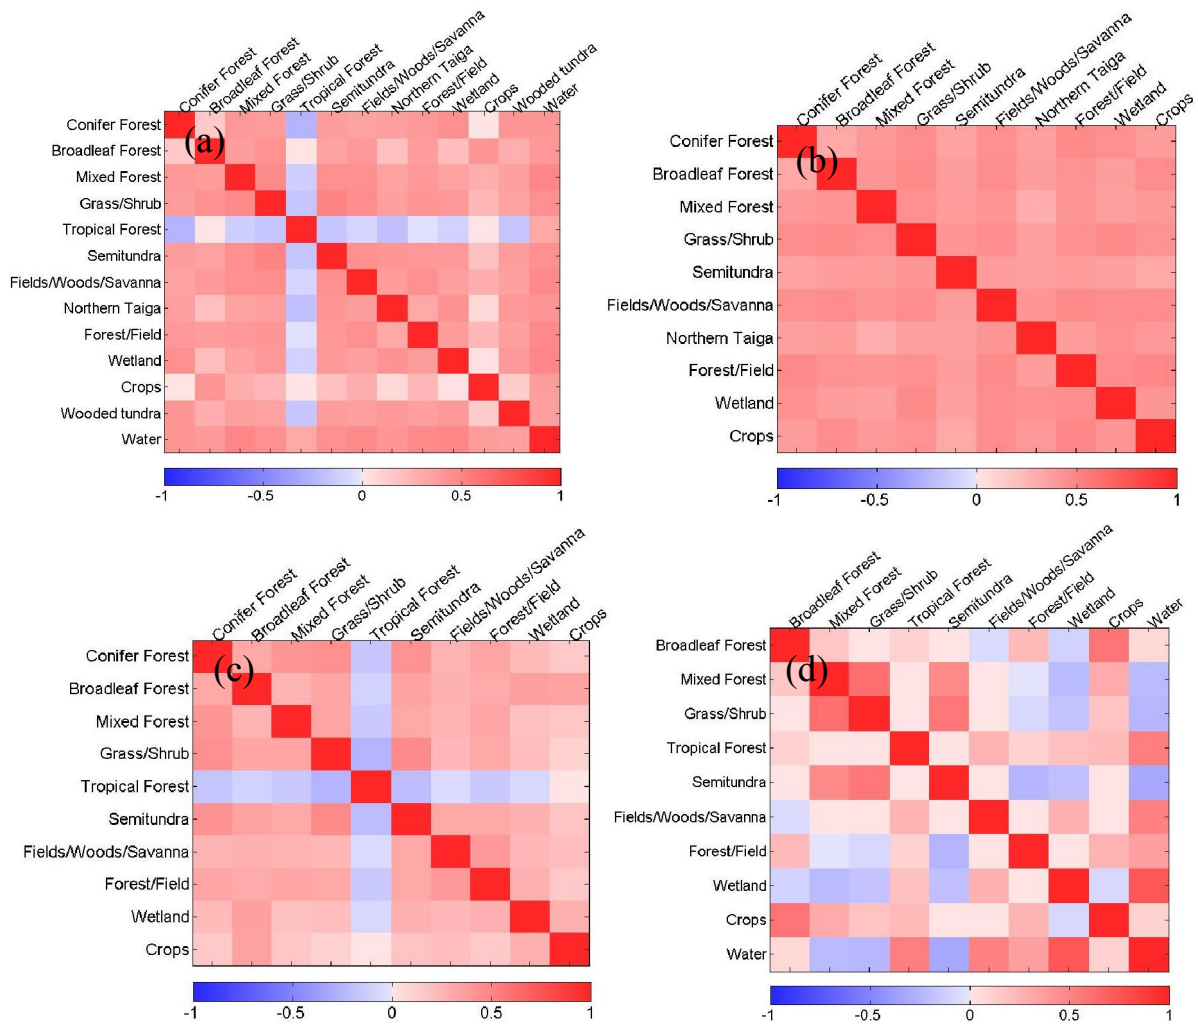 Conifer Forest
Broadleaf Forest
Mixed Forest
Grass/Shrub
Tropical Forest
Semitundra
Fields/Woods/Savanna
Northern Taiga
Forest/Field
Wetland
Crops
Wooded tundra
Water
(a)
Conifer Forest
Broadleaf Forest
Mixed Forest
Grass/Shrub
Tropical Forest
Semitundra
Fields/Woods/Savanna
Northern Taiga
Forest/Field
Wetland
Crops
Wooded tundra
Water
-1 -0.5 0 0.5 1
Conifer Forest
Broadleaf Forest
Mixed Forest
Grass/Shrub
Semitundra
Fields/Woods/Savanna
Northern Taiga
Forest/Field
Wetland
Crops
(b)
Conifer Forest
Broadleaf Forest
Mixed Forest
Grass/Shrub
Semitundra
Fields/Woods/Savanna
Northern Taiga
Forest/Field
Wetland
Crops
-1 -0.5 0 0.5 1
Conifer Forest
Broadleaf Forest
Mixed Forest
Grass/Shrub
Tropical Forest
Semitundra
Fields/Woods/Savanna
Forest/Field
Wetland
Crops
(c)
Conifer Forest
Broadleaf Forest
Mixed Forest
Grass/Shrub
Tropical Forest
Semitundra
Fields/Woods/Savanna
Forest/Field
Wetland
Crops
-1 -0.5 0 0.5 1
Broadleaf Forest
Mixed Forest
Grass/Shrub
Tropical Forest
Semitundra
Fields/Woods/Savanna
Forest/Field
Wetland
Crops
Water
(d)
Broadleaf Forest
Mixed Forest
Grass/Shrub
Tropical Forest
Semitundra
Fields/Woods/Savanna
Forest/Field
Wetland
Crops
Water
-1 -0.5 0 0.5 1